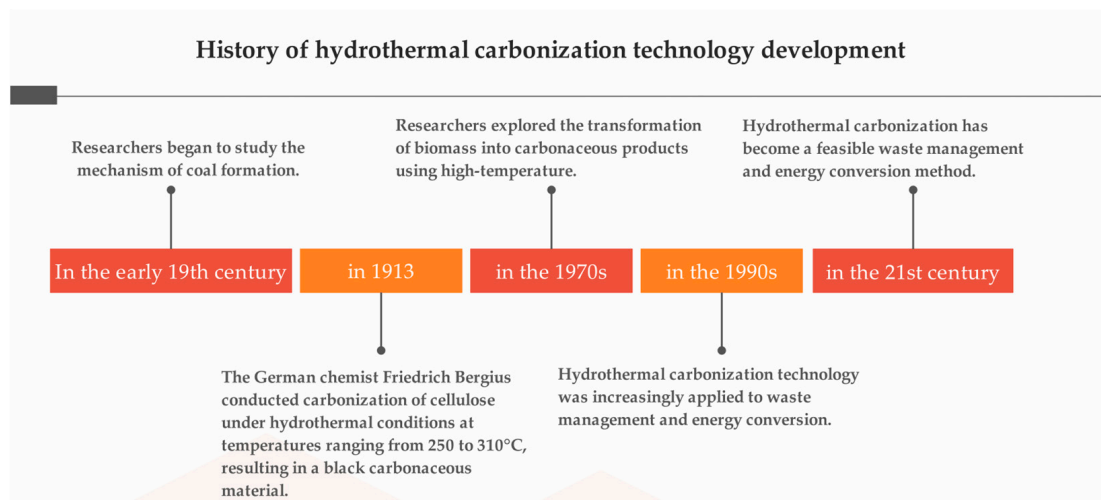 History of hydrothermal carbonization technology development
Researchers began to study the
mechanism of coal formation.
Researchers explored the transformation
of biomass into carbonaceous products
using high-temperature.
Hydrothermal carbonization has
become a feasible waste management
and energy conversion method.
In the early 19th century
in 1913
in the 1970s
in the 1990s
in the 21st century
The German chemist Friedrich Bergius
conducted carbonization of cellulose
under hydrothermal conditions at
temperatures ranging from 250 to 310°C,
resulting in a black carbonaceous
material.
Hydrothermal carbonization technology
was increasingly applied to waste
management and energy conversion.